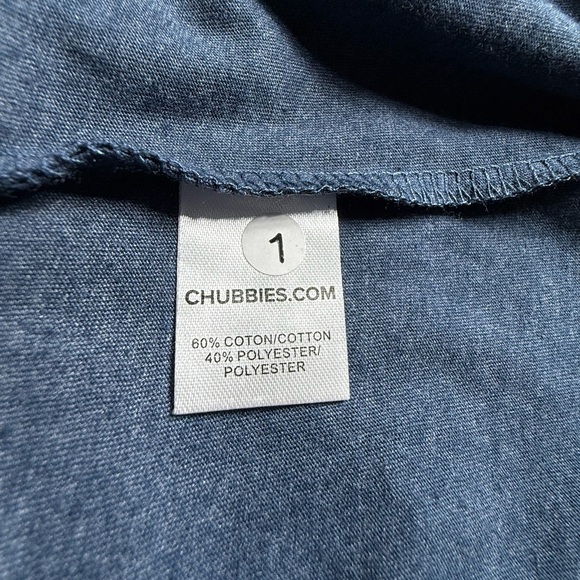 1
CHUBBIES.COM
60% COTON/COTTON
40% POLYESTER/
POLYESTER